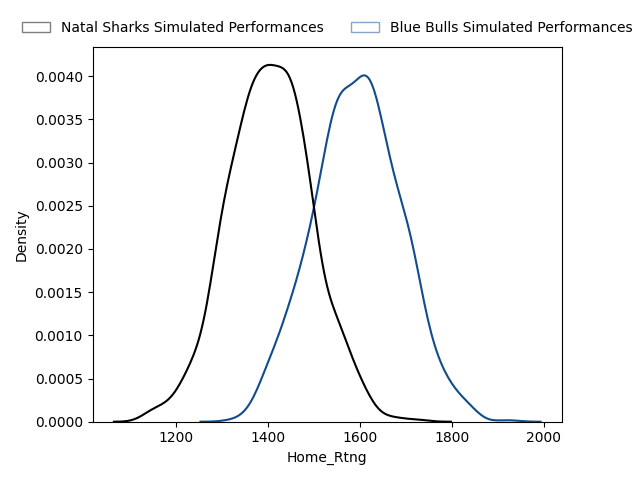 Natal Sharks Simulated Performances Blue Bulls Simulated Performances
0.0040
0.0035
0.0030
0.0025
0.0020
0.0015
0.0010
0.0005
0.0000
Density
1200 1400 1600 1800 2000
Home_Rtng